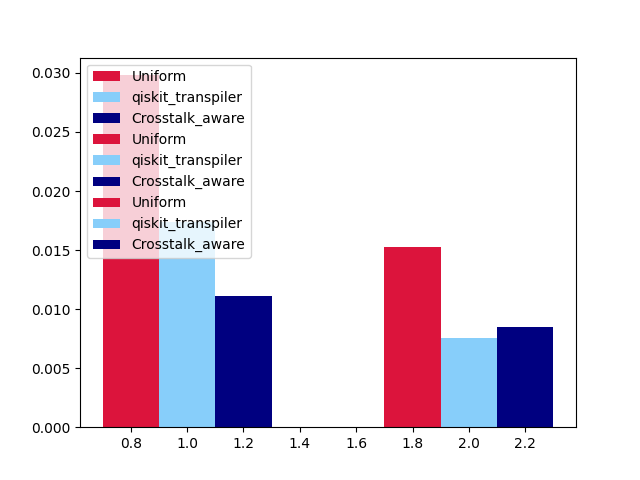 0.030
0.025
0.020
0.015
0.010
0.005
0.000
Uniform
qiskit_transpiler
Crosstalk_aware
Uniform
qiskit_transpiler
Crosstalk_aware
Uniform
qiskit_transpiler
Crosstalk_aware
0.8 1.0 1.2 1.4 1.6 1.8 2.0 2.2